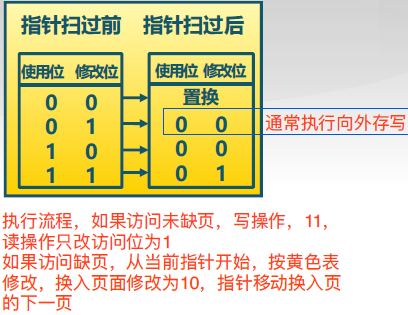 指针扫过前 指针扫过后
使用位 修改位 使用位 修改位
0 0 置换
0 1 0 0 通常执行向外存写
1 0 0 0
1 1 0 1
执行流程，如果访问未缺页，写操作，11，
读操作只改访问位为1
如果访问缺页，从当前指针开始，按黄色表
修改，换入页面修改为10，指针移动换入页
的下一页